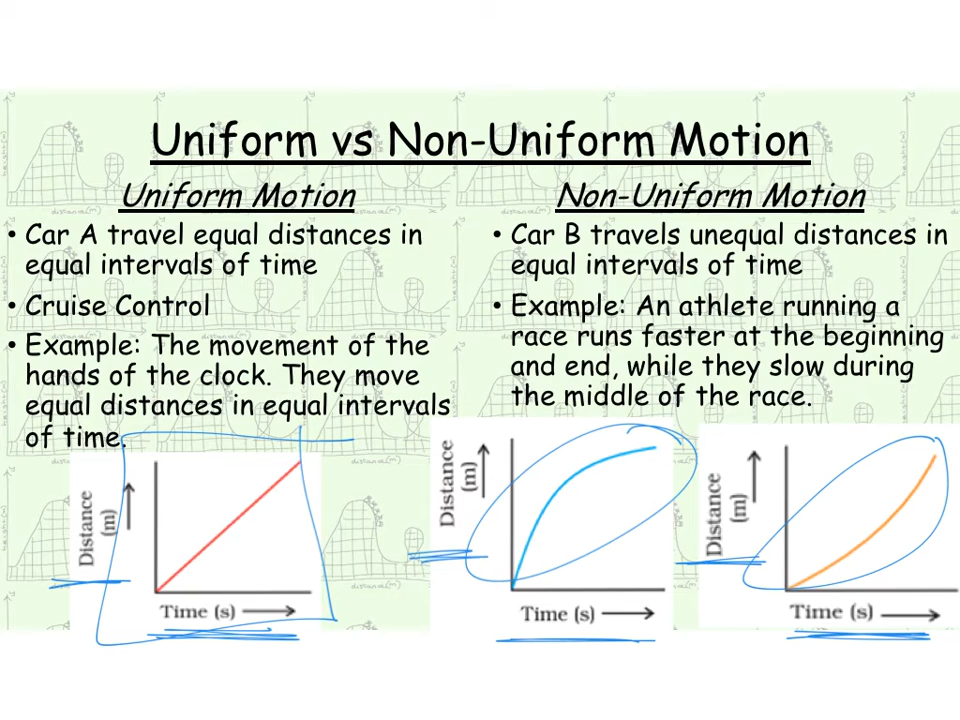 Uniform vs Non-Uniform Motion
Uniform Motion
• Car A travel equal distances in
equal intervals of time
• Cruise Control
• Example: The movement of the
hands of the clock. They move
equal distances in equal intervals
of time.
Non-Uniform Motion
• Car B travels unequal distances in
equal intervals of time
• Example: An athlete running a
race runs faster at the beginning
and end, while they slow during
the middle of the race.
Distance
(m)
Time (s)
Distance
(m)
Time (s)
Distance
(m)
Time (s)